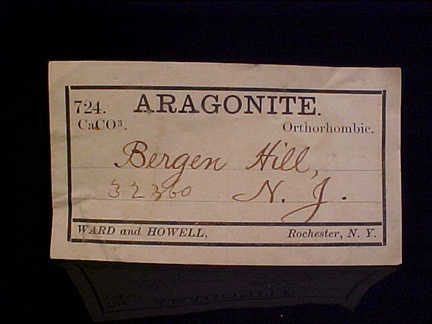 724. ARAGONITE.
CaCO³. Orthorhombic.
Bergen Hill,
32360 N. J.
WARD and HOWELL, Rochester, N. Y.